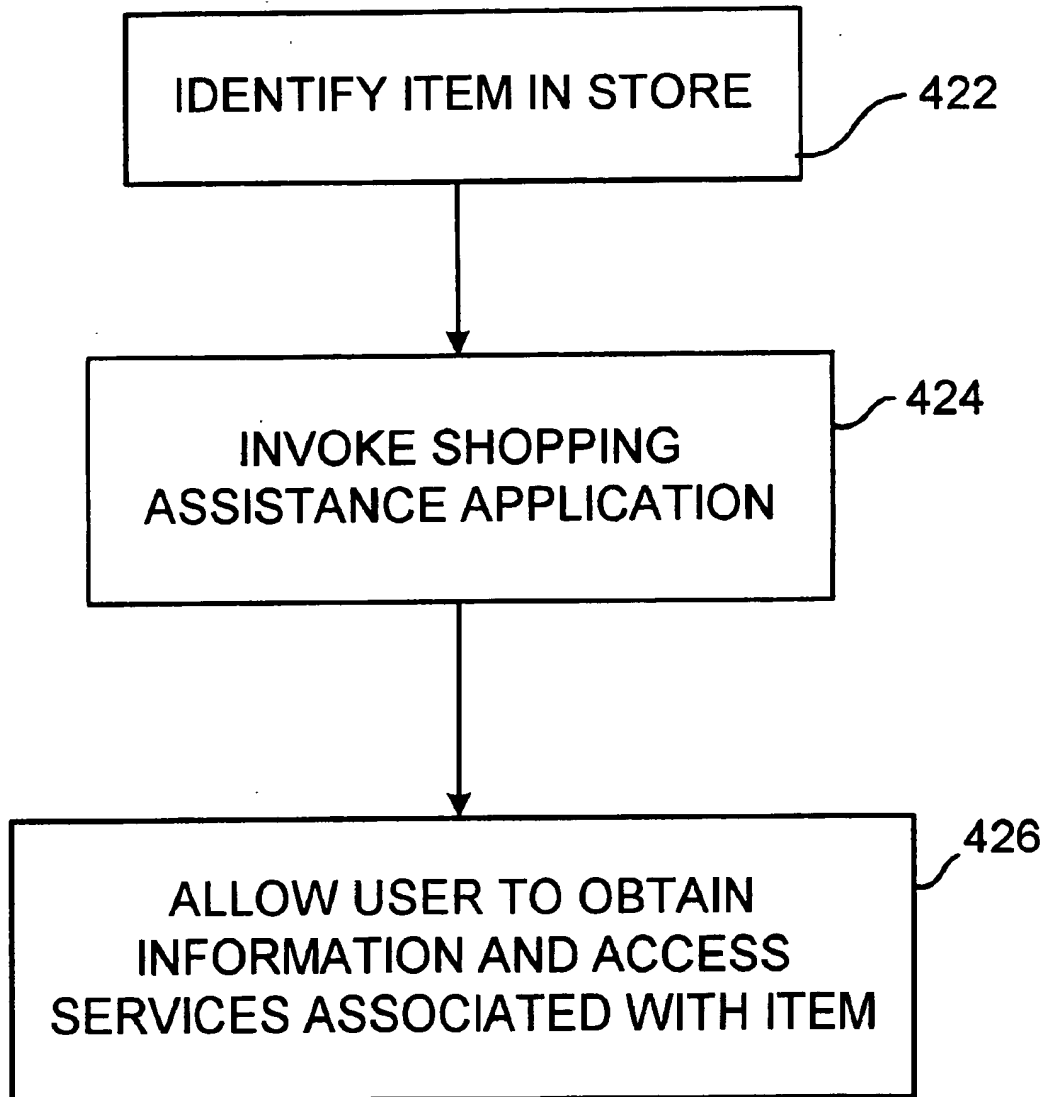 IDENTIFY ITEM IN STORE
422
INVOKE SHOPPING
ASSISTANCE APPLICATION
424
ALLOW USER TO OBTAIN
INFORMATION AND ACCESS
SERVICES ASSOCIATED WITH ITEM
426